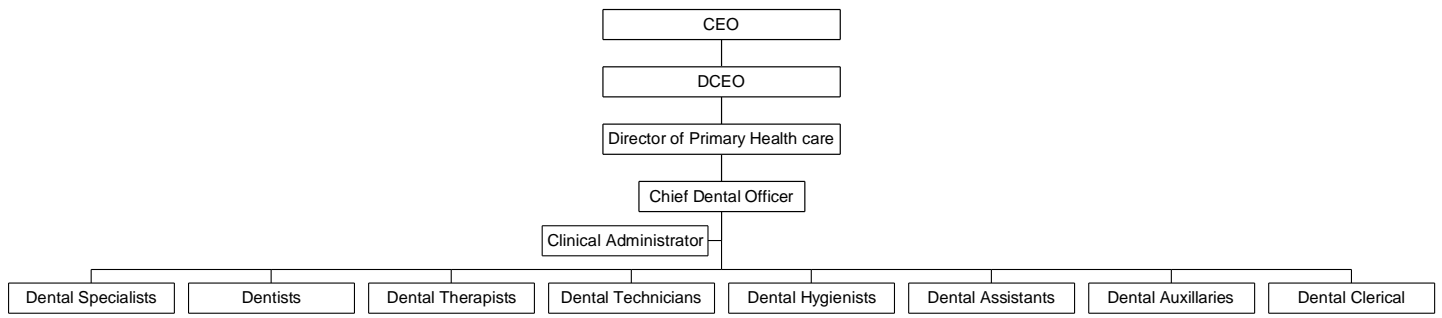 CEO
DCEO
Director of Primary Health care
Chief Dental Officer
Clinical Administrator
Dental Specialists
Dentists
Dental Therapists
Dental Technicians
Dental Hygienists
Dental Assistants
Dental Auxillaries
Dental Clerical